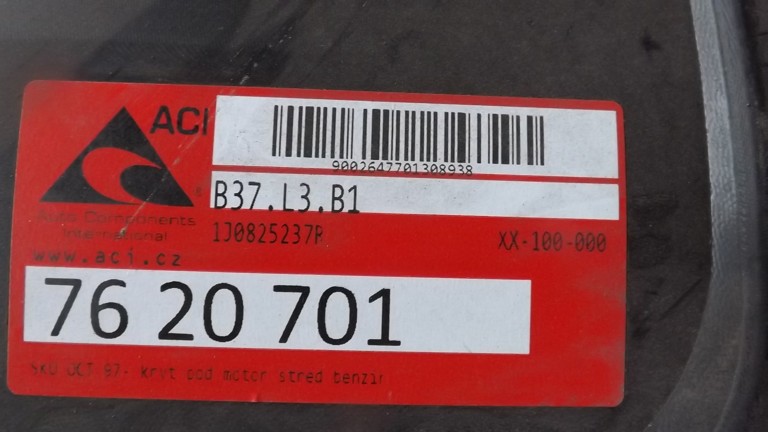 ACI
9002647701308938
B37.L3.B1
Auto Components
International
1J0825237R
XX-100-000
www.aci.cz
76 20 701
SKO OCT 97- kryt pod motor stred benzin